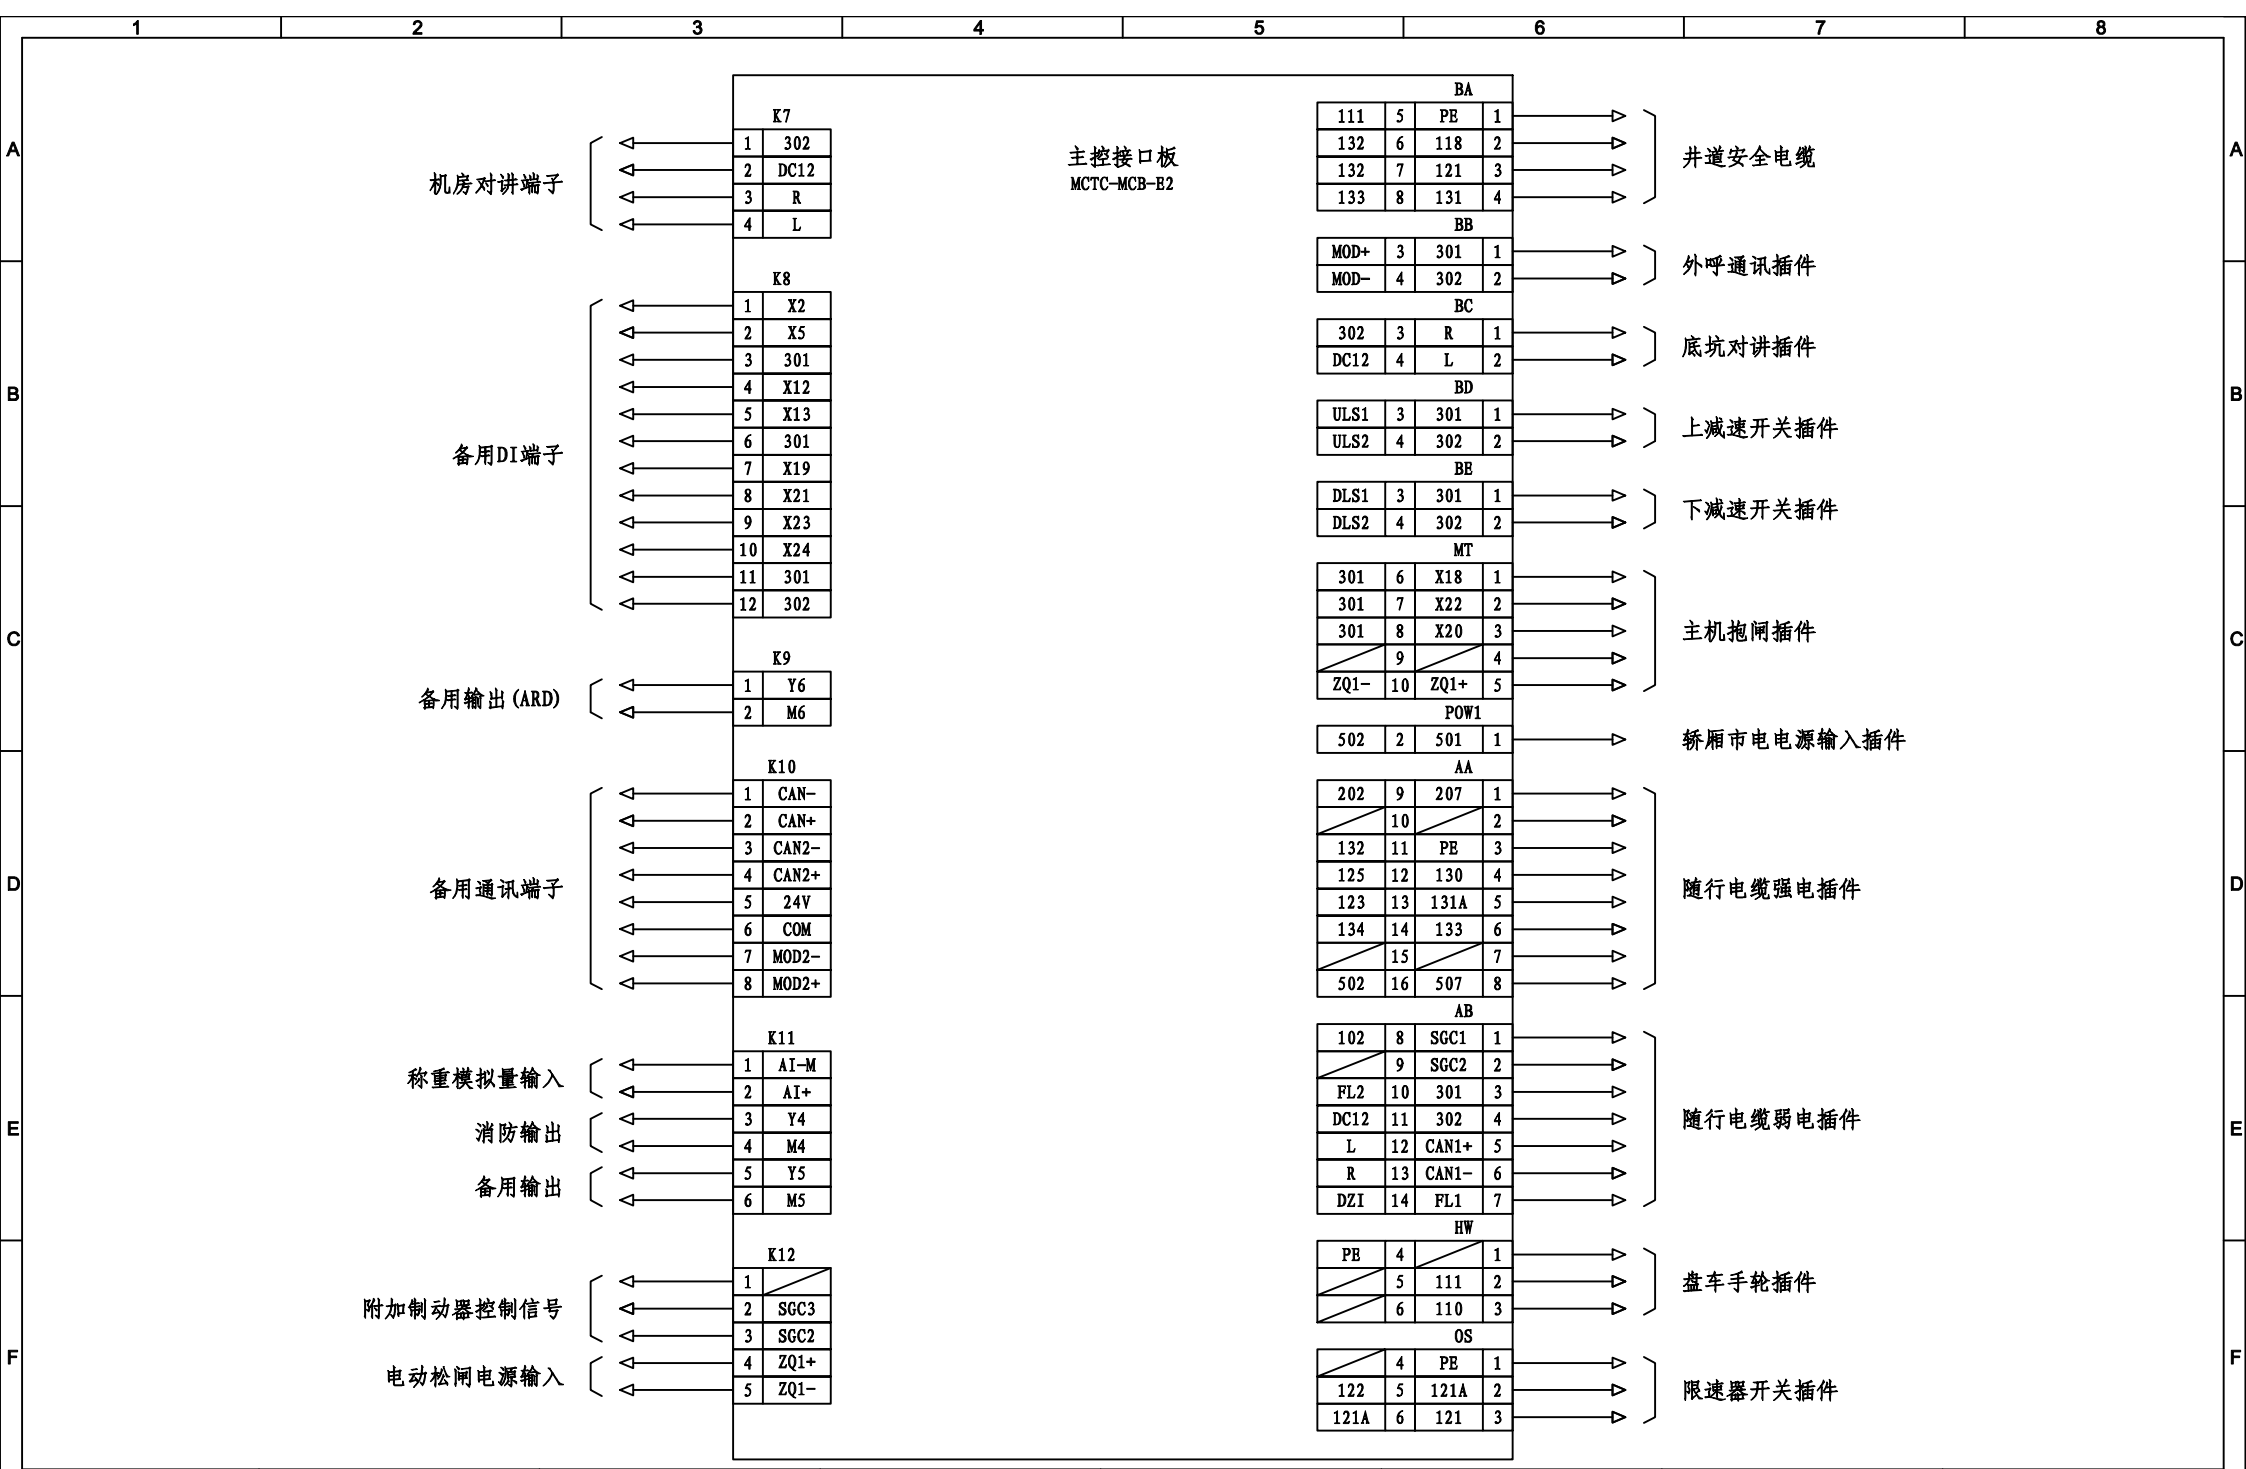 1 2 3 4 5 6 7 8
A
B
C
D
E
F
主控接口板
MCTC-MCB-E2
机房对讲端子
K7
1 302
2 DC12
3 R
4 L
备用DI端子
K8
1 X2
2 X5
3 301
4 X12
5 X13
6 301
7 X19
8 X21
9 X23
10 X24
11 301
12 302
备用输出(ARD)
K9
1 Y6
2 M6
备用通讯端子
K10
1 CAN-
2 CAN+
3 CAN2-
4 CAN2+
5 24V
6 COM
7 MOD2-
8 MOD2+
K11
称重模拟量输入
1 AI-M
2 AI+
消防输出
3 Y4
4 M4
备用输出
5 Y5
6 M5
K12
附加制动器控制信号
1
2 SGC3
3 SGC2
电动松闸电源输入
4 ZQ1+
5 ZQ1-
BA
111 5 PE 1
132 6 118 2
132 7 121 3
133 8 131 4
井道安全电缆
BB
MOD+ 3 301 1
MOD- 4 302 2
外呼通讯插件
BC
302 3 R 1
DC12 4 L 2
底坑对讲插件
BD
ULS1 3 301 1
ULS2 4 302 2
上减速开关插件
BE
DLS1 3 301 1
DLS2 4 302 2
下减速开关插件
MT
301 6 X18 1
301 7 X22 2
301 8 X20 3
9 4
ZQ1- 10 ZQ1+ 5
主机抱闸插件
POW1
502 2 501 1
轿厢市电电源输入插件
AA
202 9 207 1
10 2
132 11 PE 3
125 12 130 4
123 13 131A 5
134 14 133 6
15 7
502 16 507 8
随行电缆强电插件
AB
102 8 SGC1 1
9 SGC2 2
FL2 10 301 3
DC12 11 302 4
L 12 CAN1+ 5
R 13 CAN1- 6
DZI 14 FL1 7
随行电缆弱电插件
HW
PE 4 1
5 111 2
6 110 3
盘车手轮插件
OS
4 PE 1
122 5 121A 2
121A 6 121 3
限速器开关插件
A
B
C
D
E
F